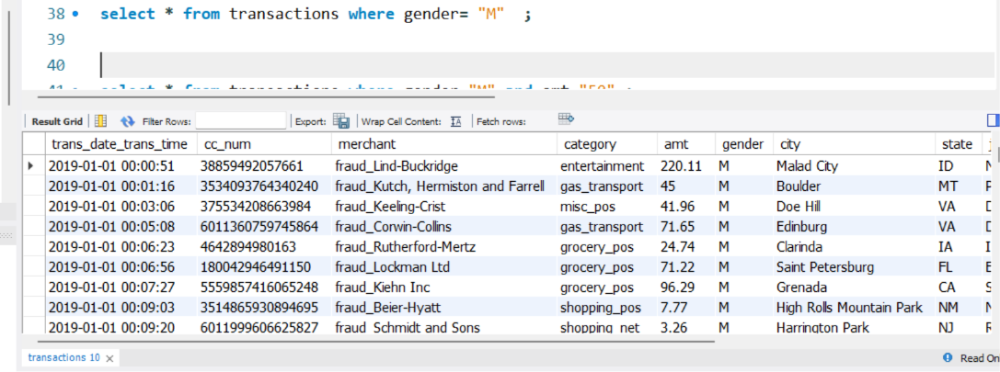 38 select * from transactions where gender= "M"  ;
39
40
41 select * from transactions where gender "M" and amt "50" ;
Result Grid Filter Rows: Export: Wrap Cell Content: Fetch rows:
trans_date_trans_time cc_num merchant category amt gender city state
2019-01-01 00:00:51 38859492057661 fraud_Lind-Buckridge entertainment 220.11 M Malad City ID
2019-01-01 00:01:16 3534093764340240 fraud_Kutch, Hermiston and Farrell gas_transport 45 M Boulder MT P
2019-01-01 00:03:06 375534208663984 fraud_Keeling-Crist misc_pos 41.96 M Doe Hill VA
2019-01-01 00:05:08 6011360759745864 fraud_Corwin-Collins gas_transport 71.65 M Edinburg VA
2019-01-01 00:06:23 4642894980163 fraud_Rutherford-Mertz grocery_pos 24.74 M Clarinda IA
2019-01-01 00:06:56 180042946491150 fraud_Lockman Ltd grocery_pos 71.22 M Saint Petersburg FL
2019-01-01 00:07:27 5559857416065248 fraud_Kiehn Inc grocery_pos 96.29 M Grenada CA
2019-01-01 00:09:03 3514865930894695 fraud_Beier-Hyatt shopping_pos 7.77 M High Rolls Mountain Park NM
2019-01-01 00:09:20 6011999606625827 fraud_Schmidt and Sons shopping_net 3.26 M Harrington Park NJ
transactions 10 Read On